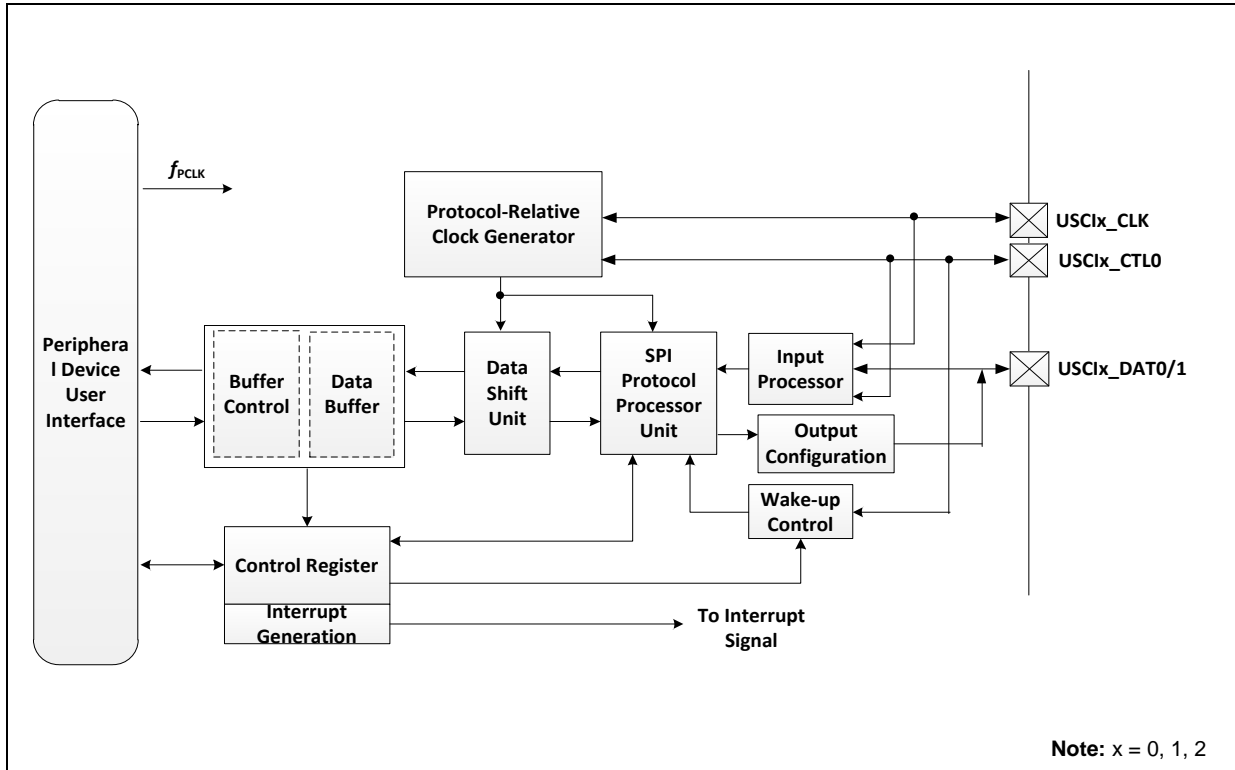 fPCLK
Protocol-Relative
Clock Generator
USCIx_CLK
USCIx_CTL0
Periphera
l Device
User
Interface
Buffer
Control
Data
Buffer
Data
Shift
Unit
SPI
Protocol
Processor
Unit
Input
Processor
USCIx_DAT0/1
Output
Configuration
Wake-up
Control
Control Register
Interrupt
Generation
To Interrupt
Signal
Note: x = 0, 1, 2